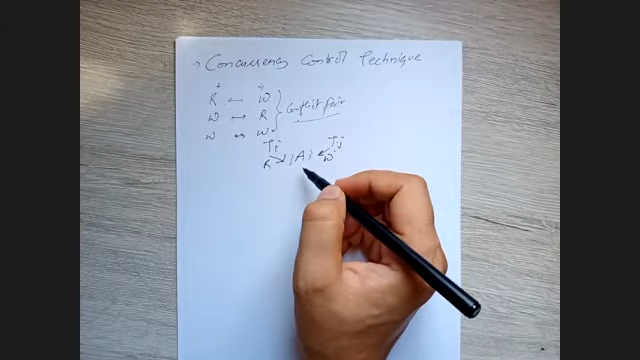 → Concurrency Control Technique
R ↔ W
W ↔ R } Conflict Pair
W ↔ W
Ti Tj
R → {A} ← W